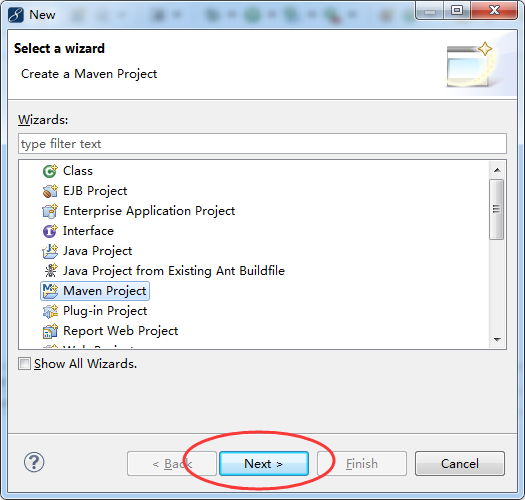 New
Select a wizard
Create a Maven Project
Wizards:
type filter text
Class
EJB Project
Enterprise Application Project
Interface
Java Project
Java Project from Existing Ant Buildfile
Maven Project
Plug-in Project
Report Web Project
Web Project
Show All Wizards.
< Back
Next >
Finish
Cancel